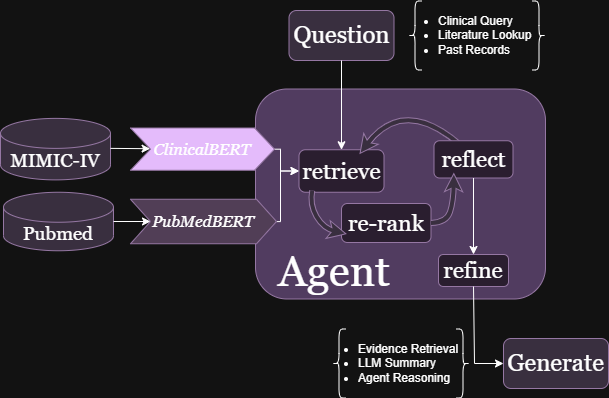 Question
Clinical Query
Literature Lookup
Past Records
MIMIC-IV
ClinicalBERT
retrieve
reflect
Pubmed
PubMedBERT
re-rank
Agent
refine
Evidence Retrieval
LLM Summary
Agent Reasoning
Generate